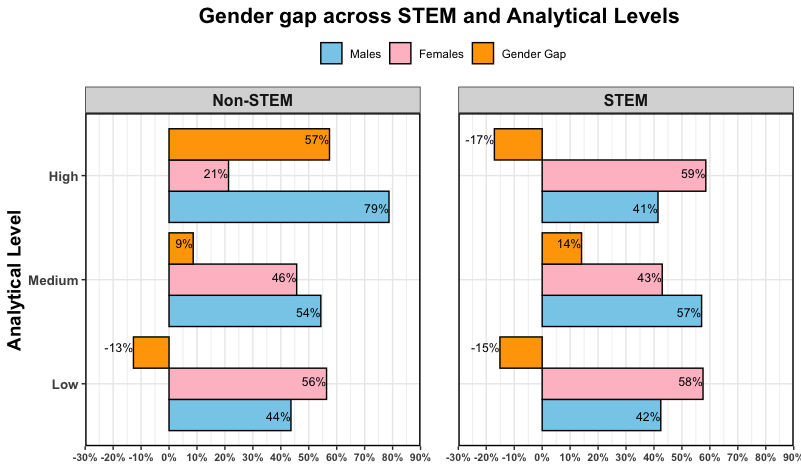 Gender gap across STEM and Analytical Levels
Males Females Gender Gap
Non-STEM STEM
Analytical Level
High 57% 21% 79% -17% 59% 41%
Medium 9% 46% 54% 14% 43% 57%
Low -13% 56% 44% -15% 58% 42%
-30% -20% -10% 0% 10% 20% 30% 40% 50% 60% 70% 80% 90% -30% -20% -10% 0% 10% 20% 30% 40% 50% 60% 70% 80% 90%